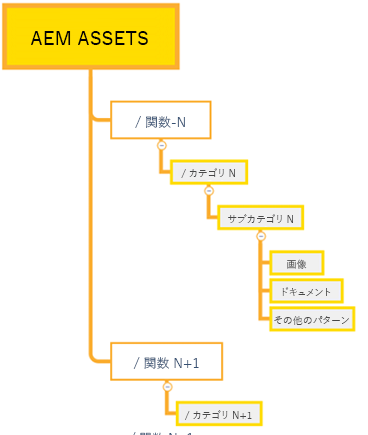 AEM ASSETS
/ 関数-N
/ カテゴリ N
サブカテゴリ N
画像
ドキュメント
その他のパターン
/ 関数 N+1
/ カテゴリ N+1